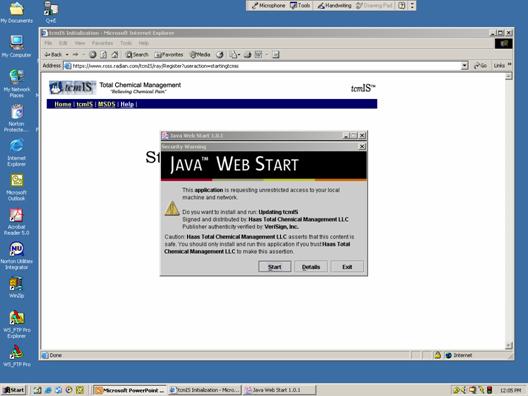 My Documents
Q+E
Microphone Tools Handwriting Drawing Pad
My Computer
My Network
Places
Norton
Protecte...
Internet
Explorer
Microsoft
Outlook
Acrobat
Reader 5.0
Norton Utilities
Integrator
WinZip
WS_FTP Pro
Explorer
WS_FTP Pro
tcmIS Initialization - Microsoft Internet Explorer
File Edit View Favorites Tools Help
Back Search Favorites Media
Address https://www.ross.radian.com/tcmIS/ray/Register?useraction=startingtcmis Go Links »
tcmIS Total Chemical Management tcmIS™
"Relieving Chemical Pain"
Home | tcmIS | MSDS | Help |
St
Java Web Start 1.0.1
Security Warning
JAVA™ WEB START
This application is requesting unrestricted access to your local
machine and network.
Do you want to install and run: Updating tcmIS
Signed and distributed by: Haas Total Chemical Management LLC
Publisher authenticity verified by: VeriSign, Inc.
Caution: Haas Total Chemical Management LLC asserts that this content is
safe. You should only install and run this application if you trust Haas Total
Chemical Management LLC to make this assertion.
Start Details Exit
Done Internet
Start Microsoft PowerPoint ... tcmIS Initialization - Micro... Java Web Start 1.0.1 12:05 PM